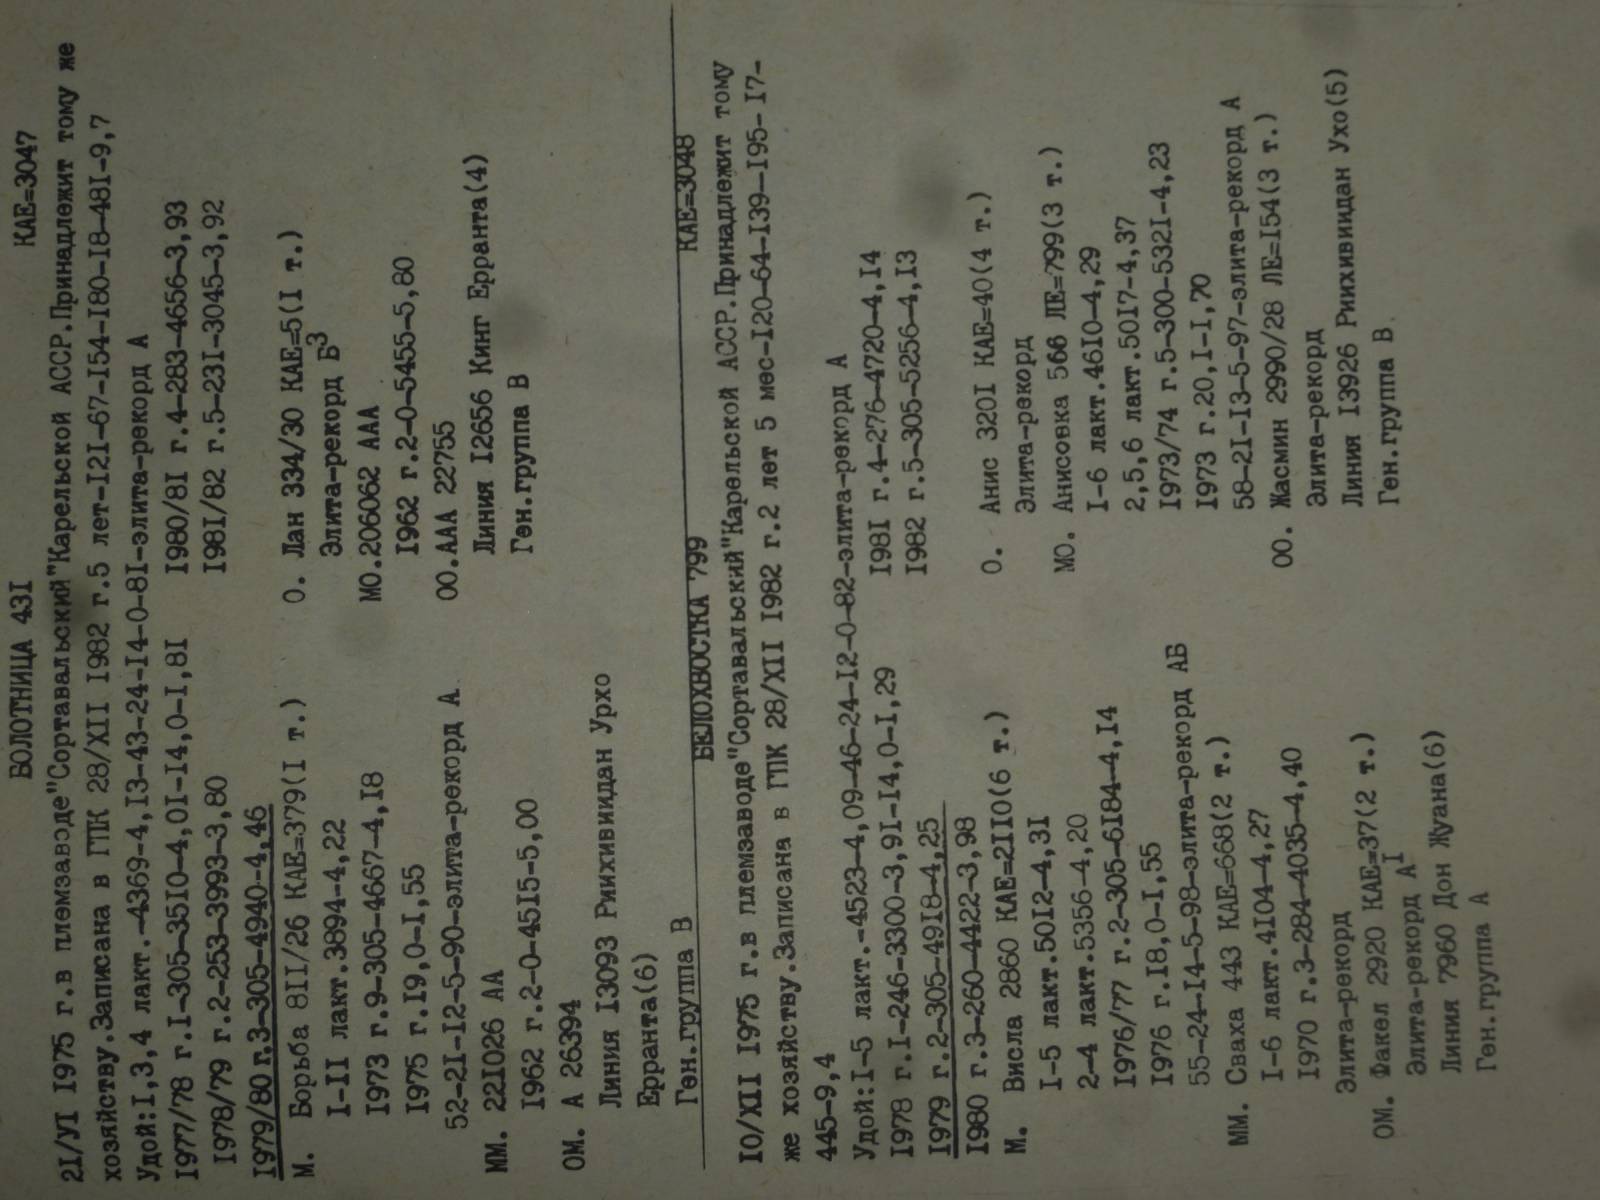 ВОЛОТНИЦА 43I КАЕ=3047
2I/УI I975 г.в племзаводе"Сортавальский"Карельской АССР.Принадлежит тому же
хозяйству.Записана в ГПК 28/XII I982 г.5 лет-I2I-67-I54-I80-I8-48I-9,7
Удой:I,3,4 лакт.-4369-4,I3-43-24-I4-0-8I-элита-рекорд А
I977/78 г.I-305-35I0-4,0I-I4,0-I,8I I980/8I г.4-283-4656-3,93
I978/79 г.2-253-3993-3,80 I98I/82 г.5-23I-3045-3,92
I979/80 г.3-305-4940-4,46
М. Борьба 8II/26 КАЕ=379(I т.) О. Лан 334/30 КАЕ=5(I т.)
I-II лакт.3894-4,22 Элита-рекорд Б3
I973 г.9-305-4667-4,I8 МО.206062 ААА
I975 г.I9,0-I,55 I962 г.2-0-5455-5,80
52-2I-I2-5-90-элита-рекорд А ОО.ААА 22755
ММ. 22I026 АА Линия I2656 Кинг Ерранта(4)
I962 г.2-0-45I5-5,00 Ген.группа В
ОМ. А 26394
Линия I3093 Риихивиидан Урхо
Ерранта(6)
Ген.группа В
БЕЛОХВОСТКА 799 КАЕ=3048
I0/XII I975 г.в племзаводе"Сортавальский"Карельской АССР.Принадлежит тому
же хозяйству.Записана в ГПК 28/XII I982 г.2 лет 5 мес-I20-64-I39-I95-I7-
445-9,4
Удой:I-5 лакт.-4523-4,09-46-24-I2-0-82-элита-рекорд А
I978 г.I-246-3300-3,9I-I4,0-I,29 I98I г.4-276-4720-4,I4
I979 г.2-305-49I8-4,25 I982 г.5-305-5256-4,I3
I980 г.3-260-4422-3,98
М. Висла 2860 КАЕ=2II0(6 т.) О. Анис 320I КАЕ=40(4 т.)
I-5 лакт.50I2-4,3I Элита-рекорд
2-4 лакт.5356-4,20 МО. Анисовка 566 ЛЕ=799(3 т.)
I976/77 г.2-305-6I84-4,I4 I-6 лакт.46I0-4,29
I976 г.I8,0-I,55 2,5,6 лакт.50I7-4,37
55-24-I4-5-98-элита-рекорд АБ I973/74 г.5-300-532I-4,23
ММ. Сваха 443 КАЕ=668(2 т.) I973 г.20,I-I,70
I-6 лакт.4I04-4,27 58-2I-I3-5-97-элита-рекорд А
I970 г.3-284-4035-4,40 ОО. Жасмин 2990/28 ЛЕ=I54(3 т.)
Элита-рекорд Элита-рекорд
ОМ. Факел 2920 КАЕ=37(2 т.) Линия I3926 Риихивиидан Ухо(5)
Элита-рекорд АI Ген.группа В
Линия 7960 Дон Жуана(6)
Ген.группа А